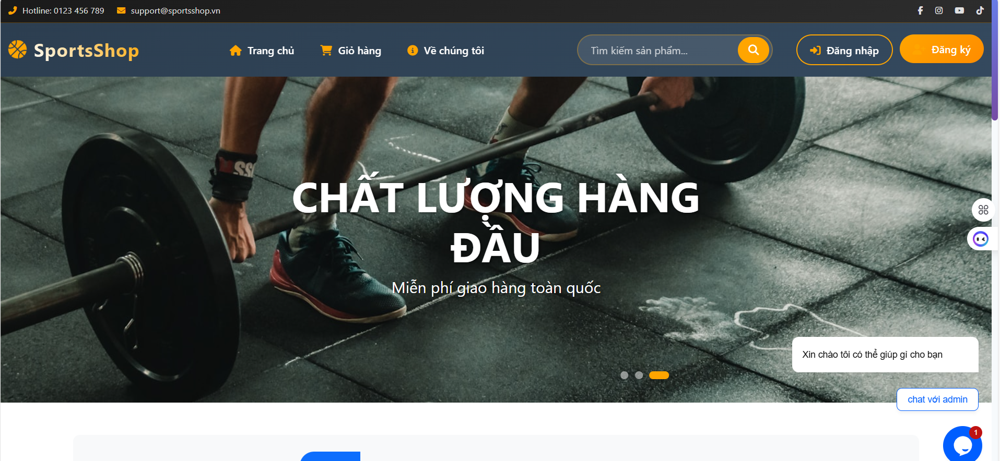 Hotline: 0123 456 789 support@sportsshop.vn
SportsShop Trang chủ Giỏ hàng Về chúng tôi Tìm kiếm sản phẩm... Đăng nhập Đăng ký
CHẤT LƯỢNG HÀNG
ĐẦU
Miễn phí giao hàng toàn quốc
Xin chào tôi có thể giúp gì cho bạn
chat với admin
1